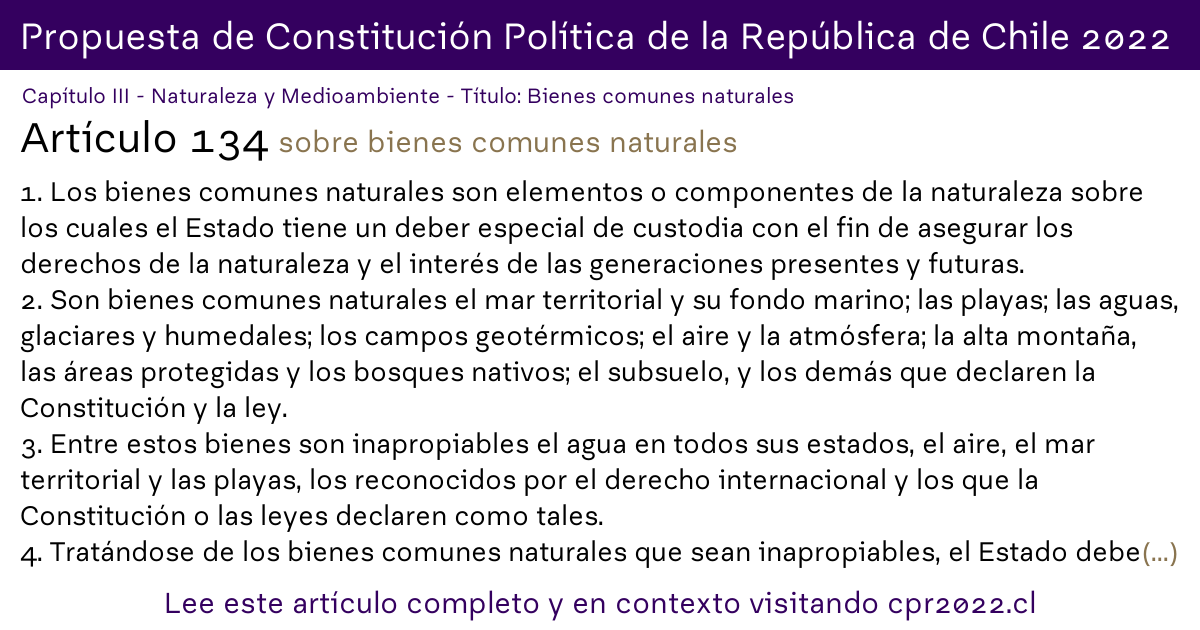 Propuesta de Constitución Política de la República de Chile 2022
Capítulo III - Naturaleza y Medioambiente - Título: Bienes comunes naturales
Artículo 134 sobre bienes comunes naturales
1. Los bienes comunes naturales son elementos o componentes de la naturaleza sobre
los cuales el Estado tiene un deber especial de custodia con el fin de asegurar los
derechos de la naturaleza y el interés de las generaciones presentes y futuras.
2. Son bienes comunes naturales el mar territorial y su fondo marino; las playas; las aguas,
glaciares y humedales; los campos geotérmicos; el aire y la atmósfera; la alta montaña,
las áreas protegidas y los bosques nativos; el subsuelo, y los demás que declaren la
Constitución y la ley.
3. Entre estos bienes son inapropiables el agua en todos sus estados, el aire, el mar
territorial y las playas, los reconocidos por el derecho internacional y los que la
Constitución o las leyes declaren como tales.
4. Tratándose de los bienes comunes naturales que sean inapropiables, el Estado debe(...)
Lee este artículo completo y en contexto visitando cpr2022.cl